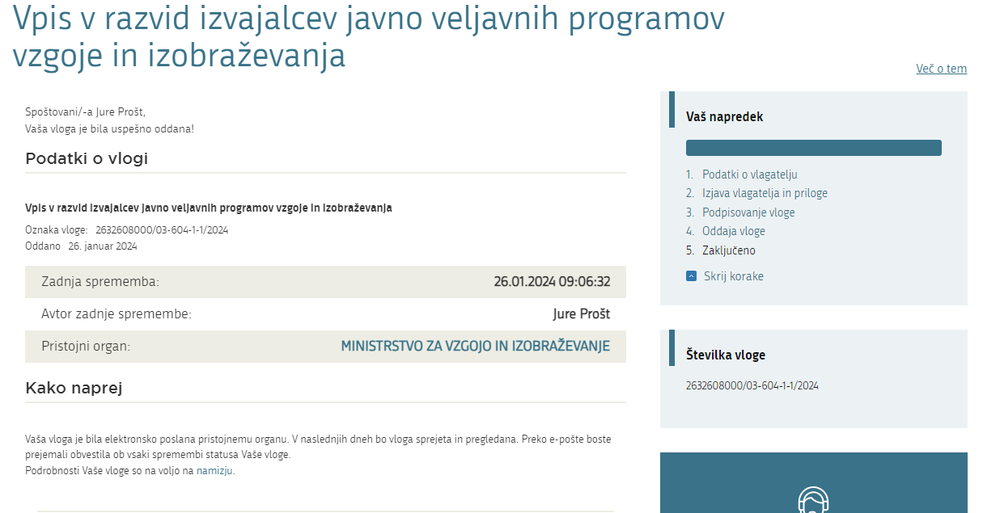 Vpis v razvid izvajalcev javno veljavnih programov
vzgoje in izobraževanja
Več o tem
Spoštovani/-a Jure Prošt,
Vaša vloga je bila uspešno oddana!
Podatki o vlogi
Vpis v razvid izvajalcev javno veljavnih programov vzgoje in izobraževanja
Oznaka vloge: 2632608000/03-604-1-1/2024
Oddano 26. januar 2024
Zadnja sprememba: 26.01.2024 09:06:32
Avtor zadnje spremembe: Jure Prošt
Pristojni organ: MINISTRSTVO ZA VZGOJO IN IZOBRAŽEVANJE
Kako naprej
Vaša vloga je bila elektronsko poslana pristojnemu organu. V naslednjih dneh bo vloga sprejeta in pregledana. Preko e-pošte boste
prejemali obvestila ob vsaki spremembi statusa Vaše vloge.
Podrobnosti Vaše vloge so na voljo na namizju.
Vaš napredek
1. Podatki o vlagatelju
2. Izjava vlagatelja in priloge
3. Podpisovanje vloge
4. Oddaja vloge
5. Zaključeno
Skrij korake
Številka vloge
2632608000/03-604-1-1/2024